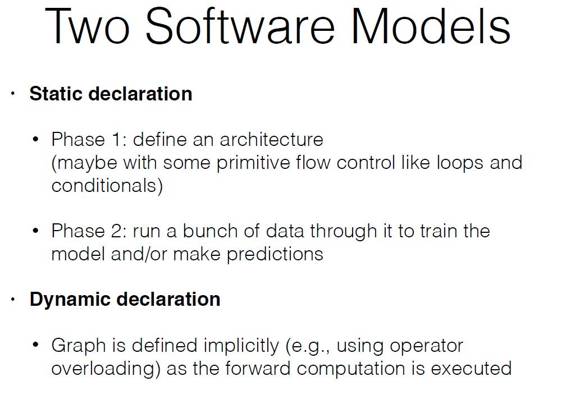 Two Software Models
• Static declaration
• Phase 1: define an architecture
(maybe with some primitive flow control like loops and
conditionals)
• Phase 2: run a bunch of data through it to train the
model and/or make predictions
• Dynamic declaration
• Graph is defined implicitly (e.g., using operator
overloading) as the forward computation is executed